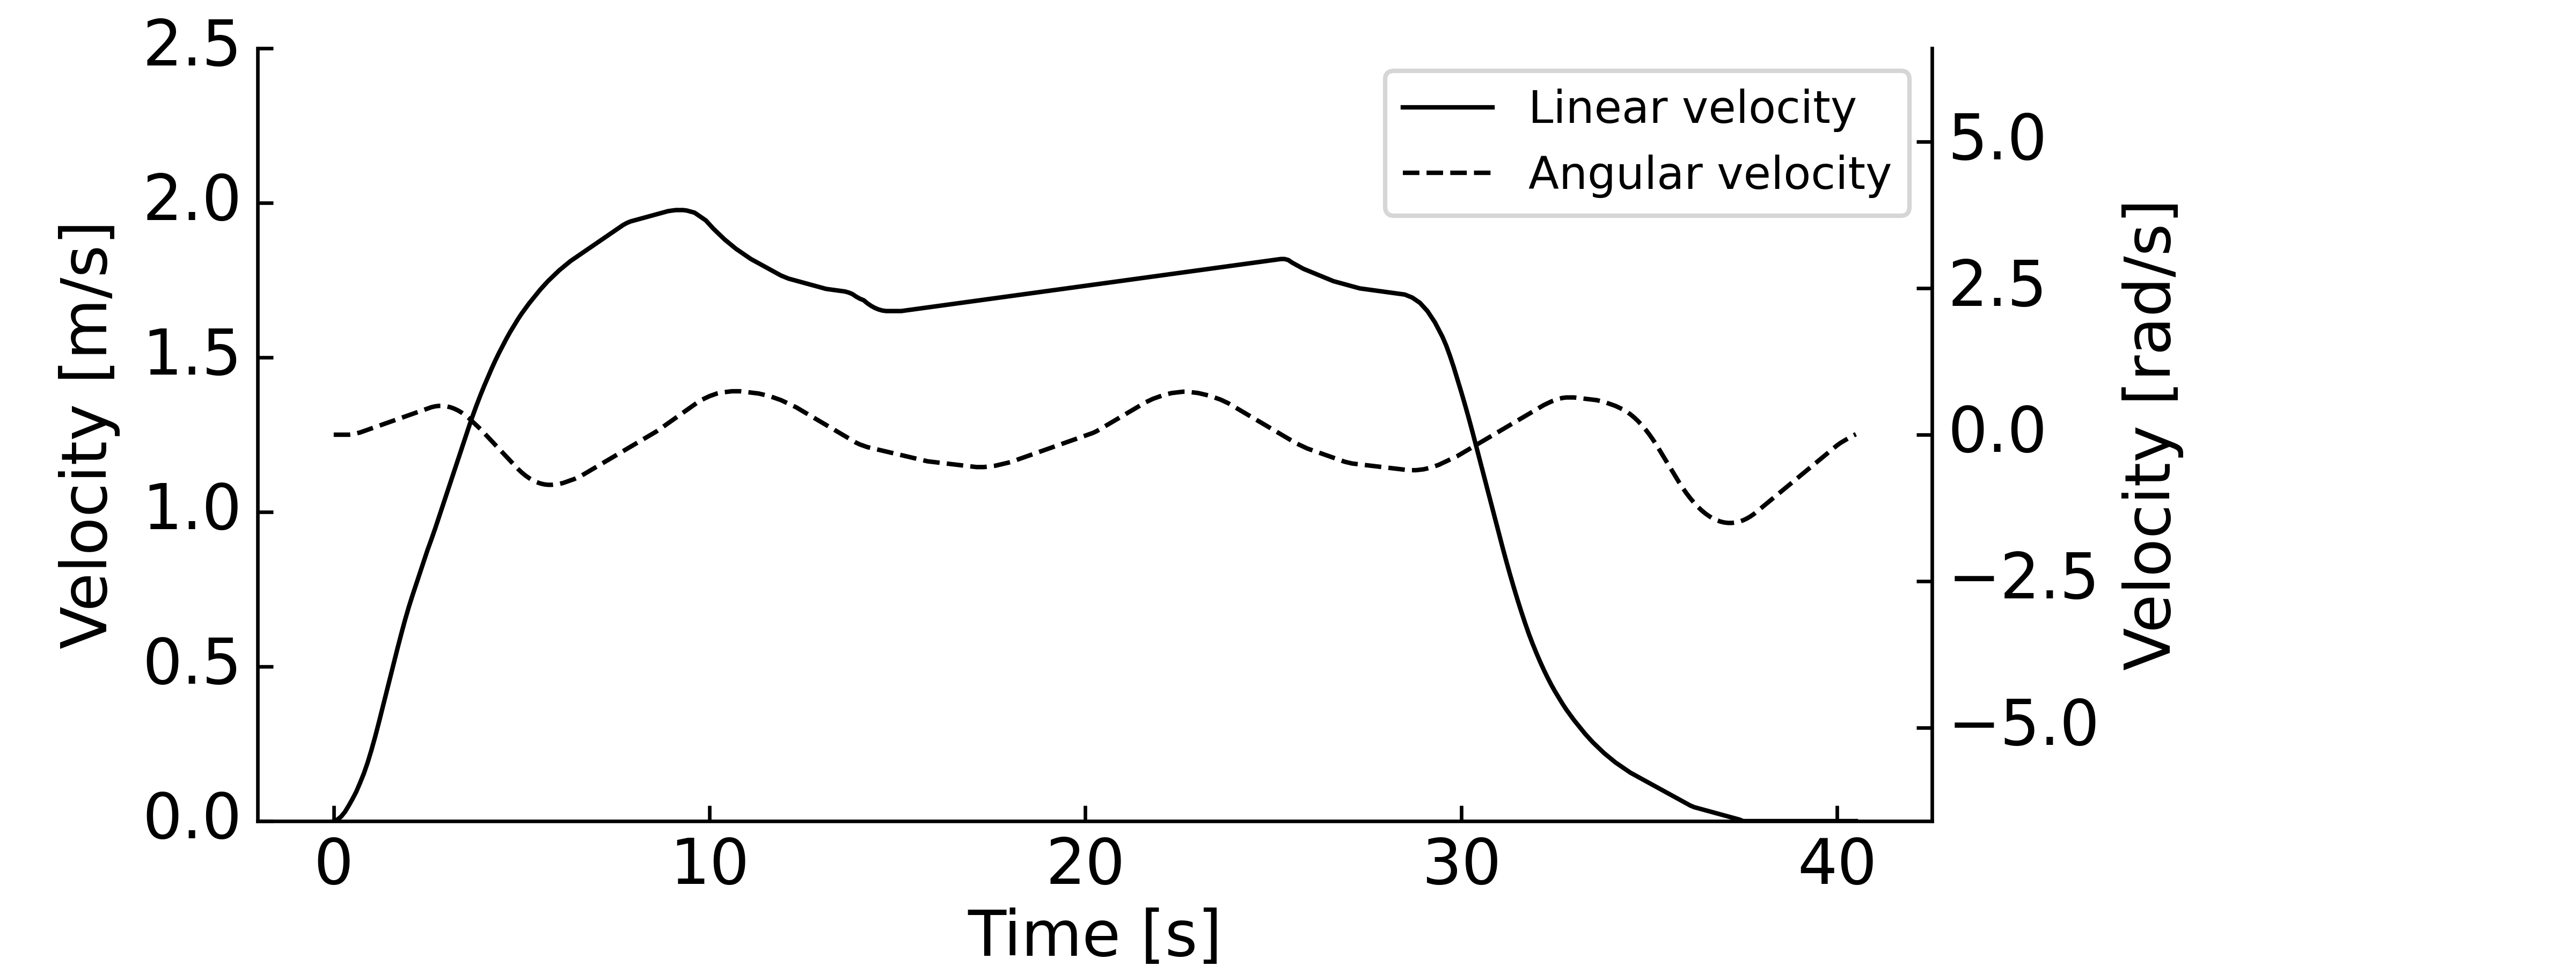 2.5
2.0
1.5
1.0
0.5
0.0
Velocity [m/s]
Linear velocity
Angular velocity
5.0
2.5
0.0
−2.5
−5.0
Velocity [rad/s]
0 10 20 30 40
Time [s]